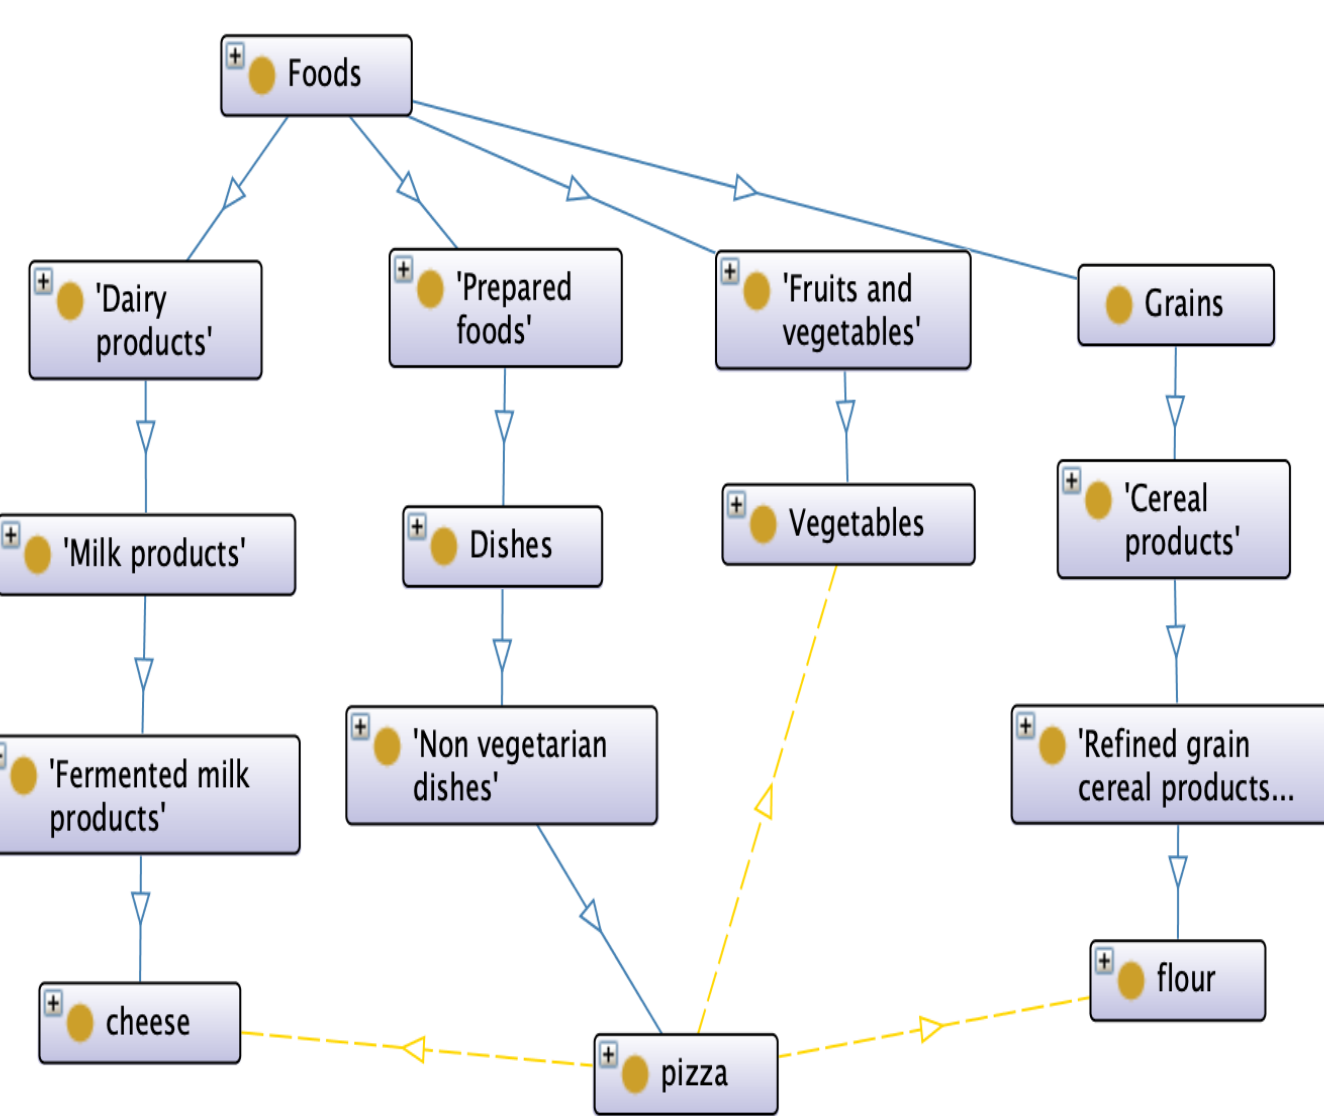 Foods
'Dairy
products'
'Prepared
foods'
'Fruits and
vegetables'
Grains
'Milk products'
Dishes
Vegetables
'Cereal
products'
'Fermented milk
products'
'Non vegetarian
dishes'
'Refined grain
cereal products...
cheese
pizza
flour